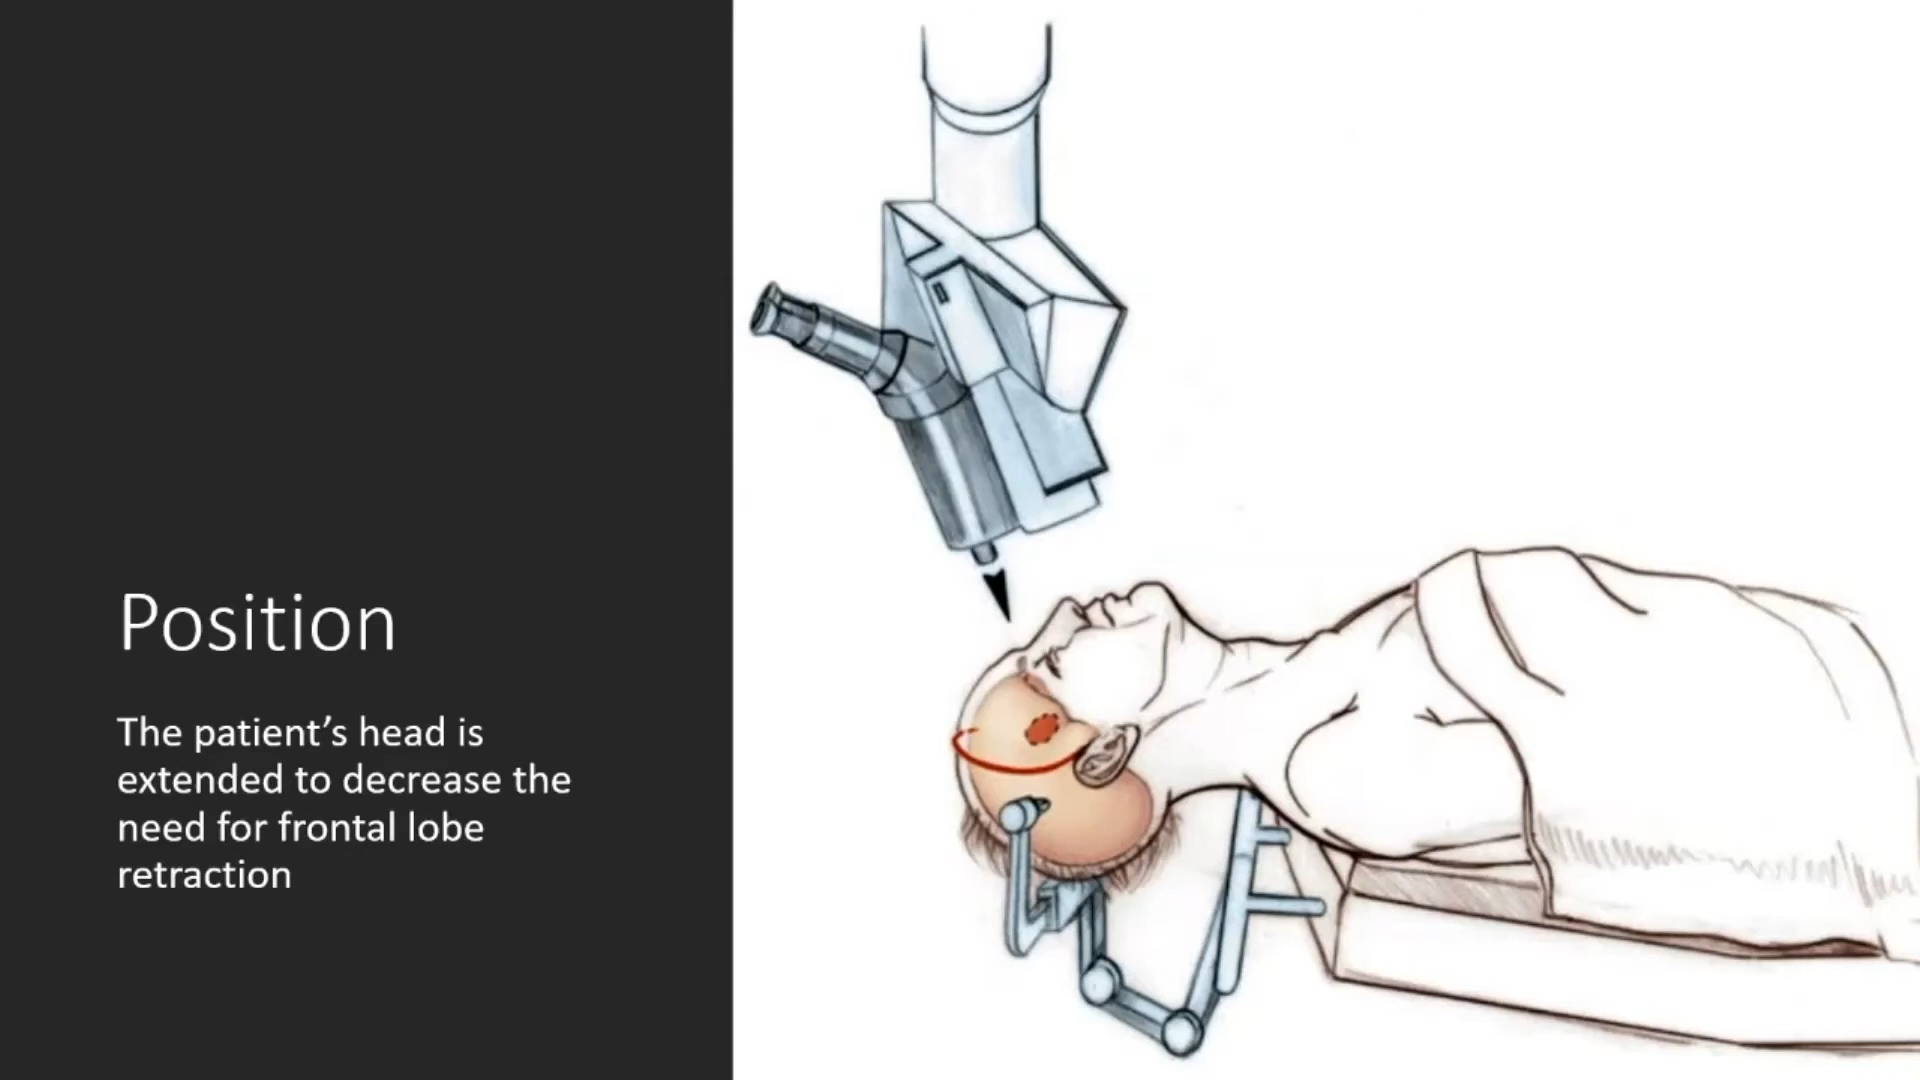 Position
The patient’s head is
extended to decrease the
need for frontal lobe
retraction